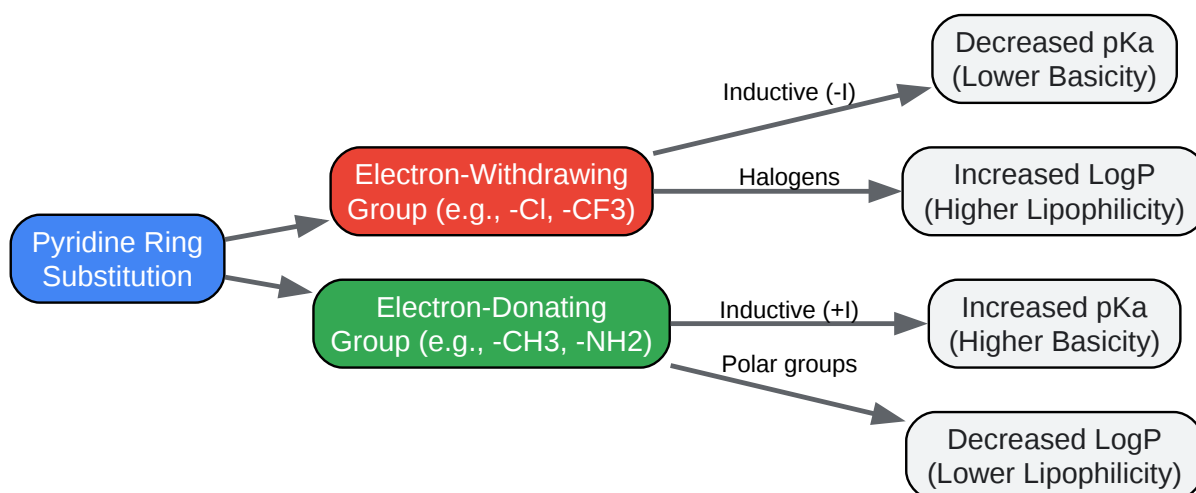 Pyridine Ring
Substitution
Electron-Withdrawing
Group (e.g., -Cl, -CF3)
Inductive (-I)
Decreased pKa
(Lower Basicity)
Halogens
Increased LogP
(Higher Lipophilicity)
Electron-Donating
Group (e.g., -CH3, -NH2)
Inductive (+I)
Increased pKa
(Higher Basicity)
Polar groups
Decreased LogP
(Lower Lipophilicity)